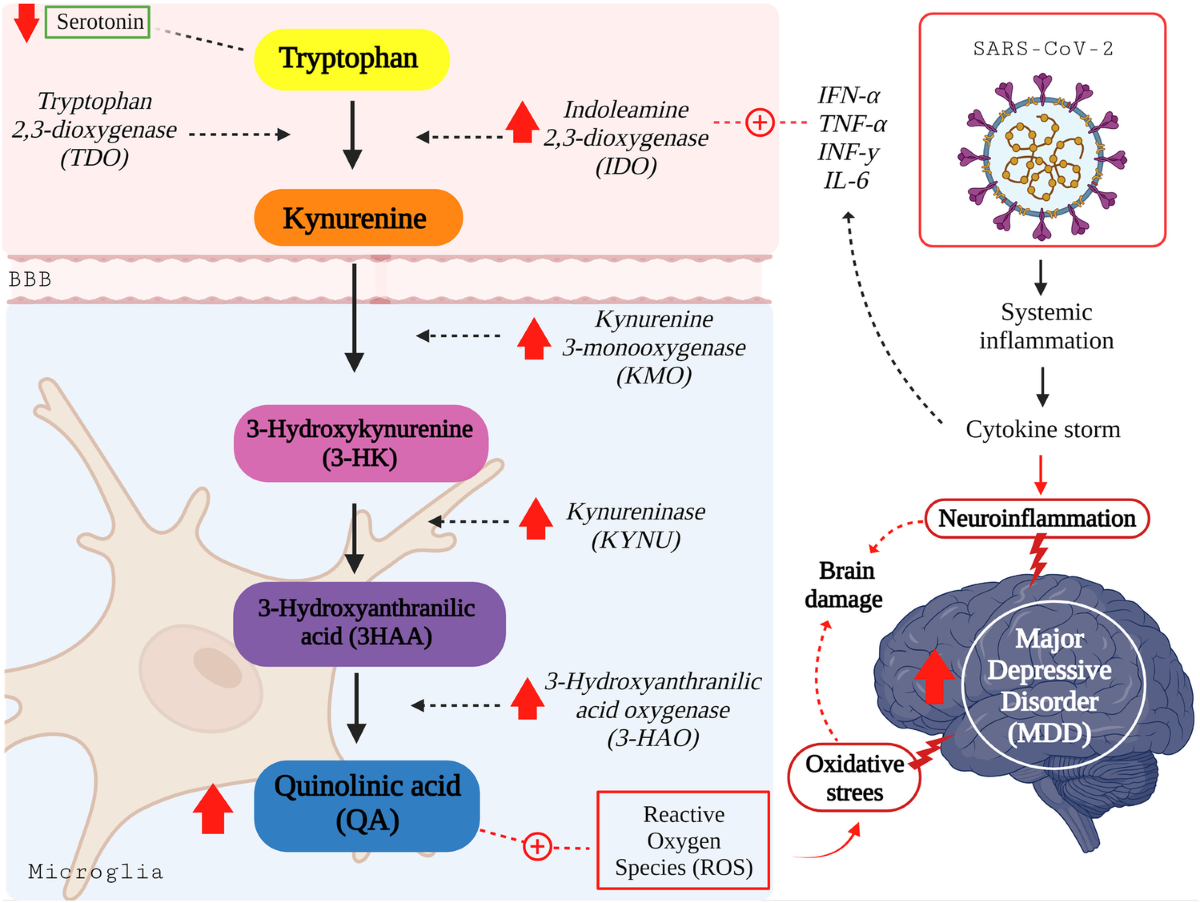 Serotonin
Tryptophan
Tryptophan
2,3-dioxygenase
(TDO)
Indoleamine
2,3-dioxygenase
(IDO)
IFN-α
TNF-α
INF-y
IL-6
SARS-CoV-2
Kynurenine
BBB
Kynurenine
3-monooxygenase
(KMO)
Systemic
inflammation
Cytokine storm
3-Hydroxykynurenine
(3-HK)
Kynureninase
(KYNU)
Neuroinflammation
Brain
damage
3-Hydroxyanthranilic
acid (3HAA)
Major
Depressive
Disorder
(MDD)
3-Hydroxyanthranilic
acid oxygenase
(3-HAO)
Oxidative
strees
Quinolinic acid
(QA)
Reactive
Oxygen
Species (ROS)
Microglia